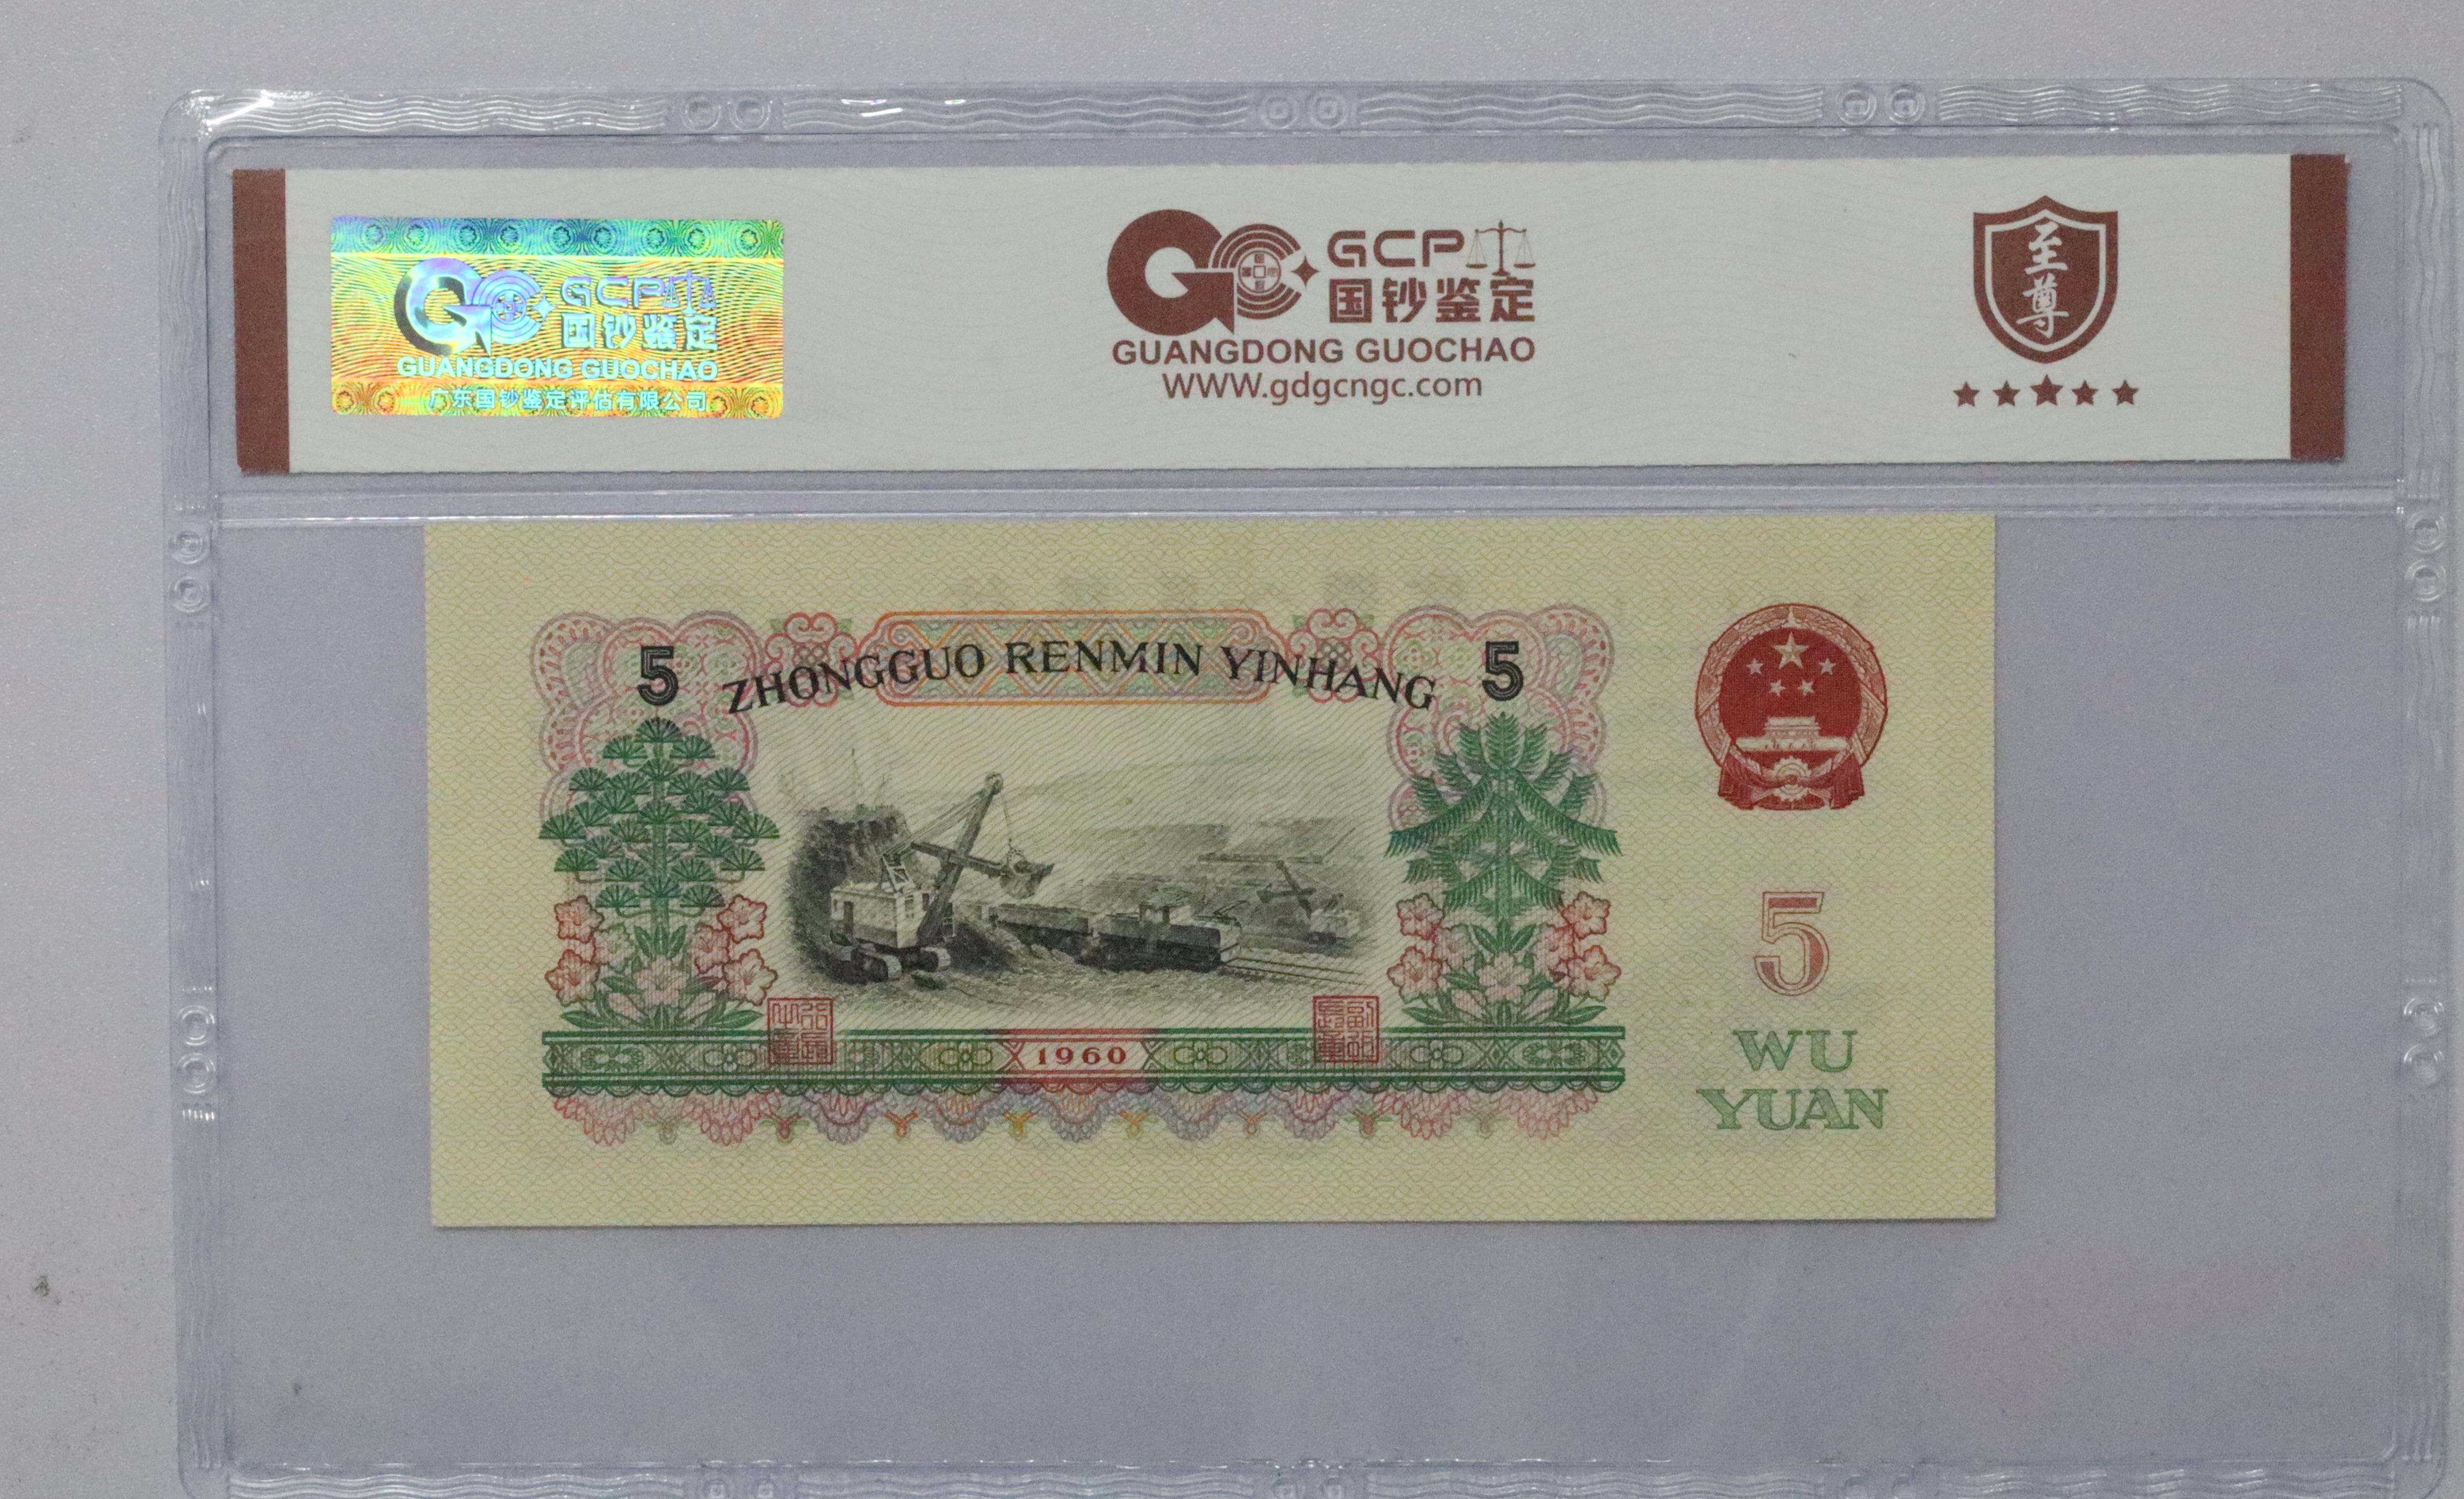 GCP
国钞鉴定
GUANGDONG GUOCHAO
广东国钞鉴定评估有限公司
GCP
国钞鉴定
GUANGDONG GUOCHAO
WWW.gdgcngc.com
至尊
5 ZHONGGUO RENMIN YINHANG 5
5
WU
YUAN
1960